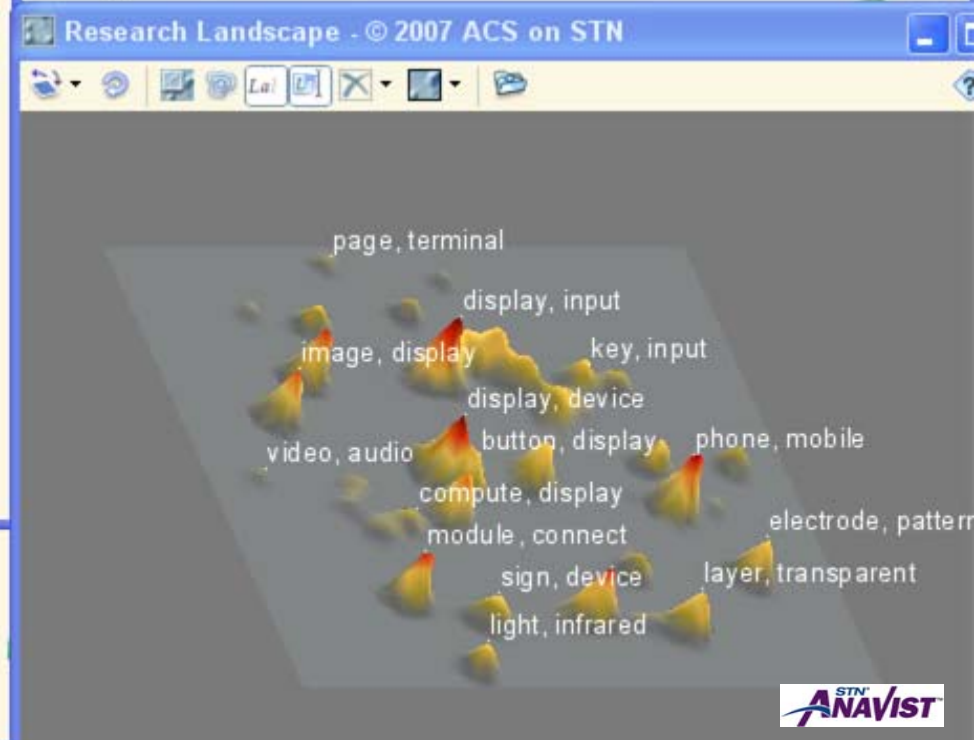 Research Landscape - © 2007 ACS on STN
La
page, terminal
display, input
image, display
key, input
display, device
button, display
phone, mobile
video, audio
compute, display
electrode, pattern
module, connect
sign, device
layer, transparent
light, infrared
STN
ANAVIST